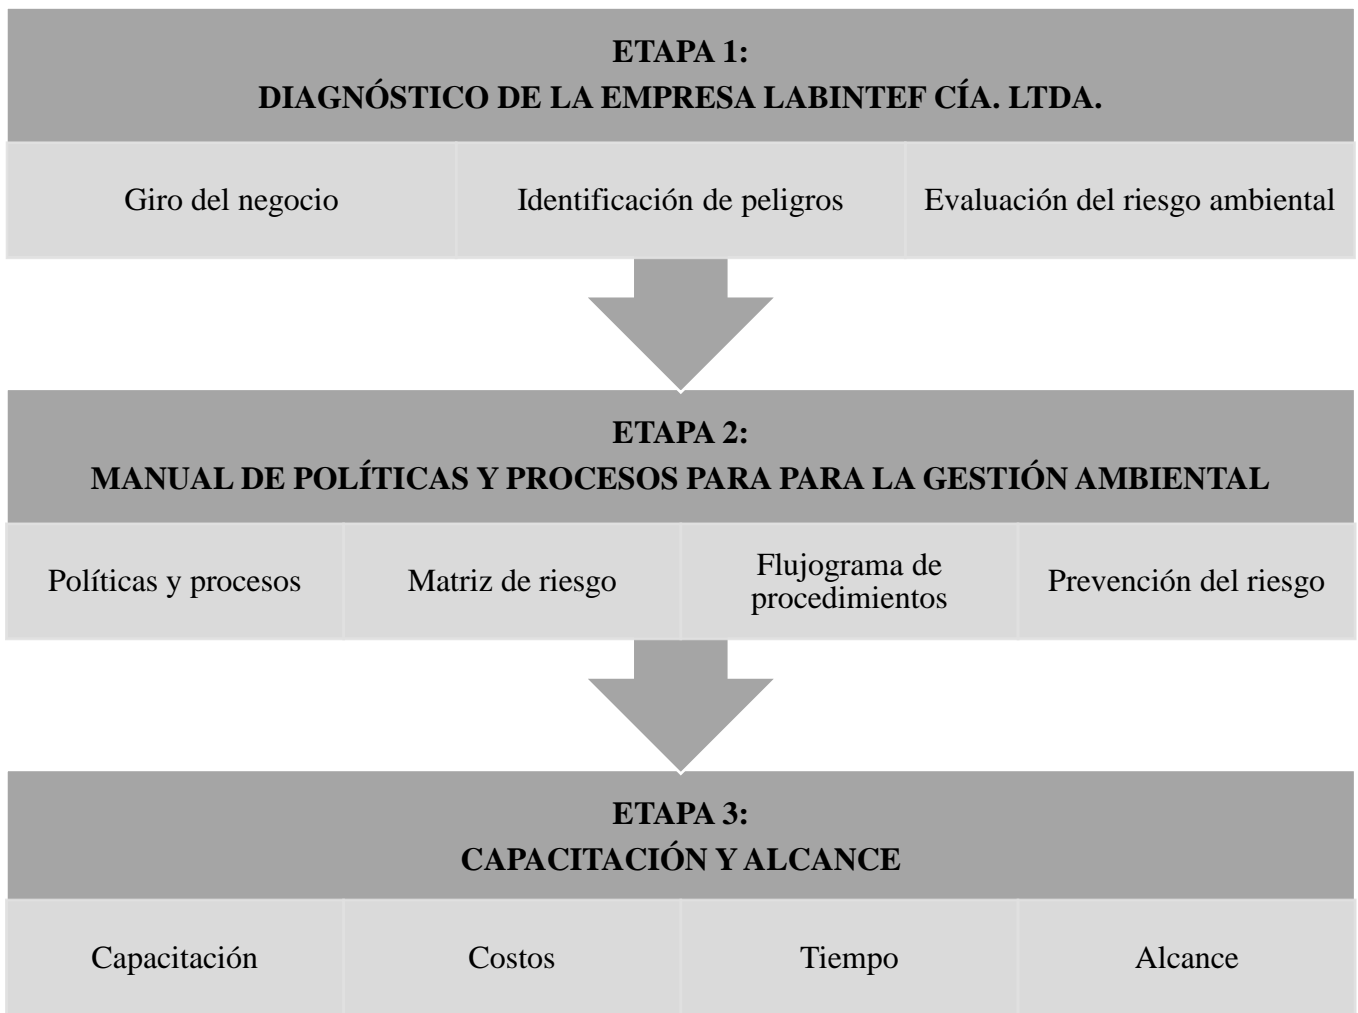 ETAPA 1:
DIAGNÓSTICO DE LA EMPRESA LABINTEF CÍA. LTDA.
Giro del negocio
Identificación de peligros
Evaluación del riesgo ambiental
ETAPA 2:
MANUAL DE POLÍTICAS Y PROCESOS PARA PARA LA GESTIÓN AMBIENTAL
Políticas y procesos
Matriz de riesgo
Flujograma de
procedimientos
Prevención del riesgo
ETAPA 3:
CAPACITACIÓN Y ALCANCE
Capacitación
Costos
Tiempo
Alcance